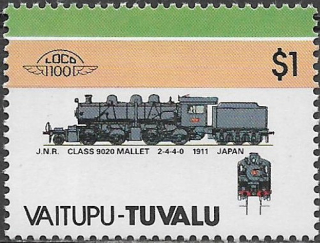 LOCO
100
$1
J.N.R. CLASS 9020 MALLET 2-4-4-0 1911 JAPAN
VAITUPU-TUVALU